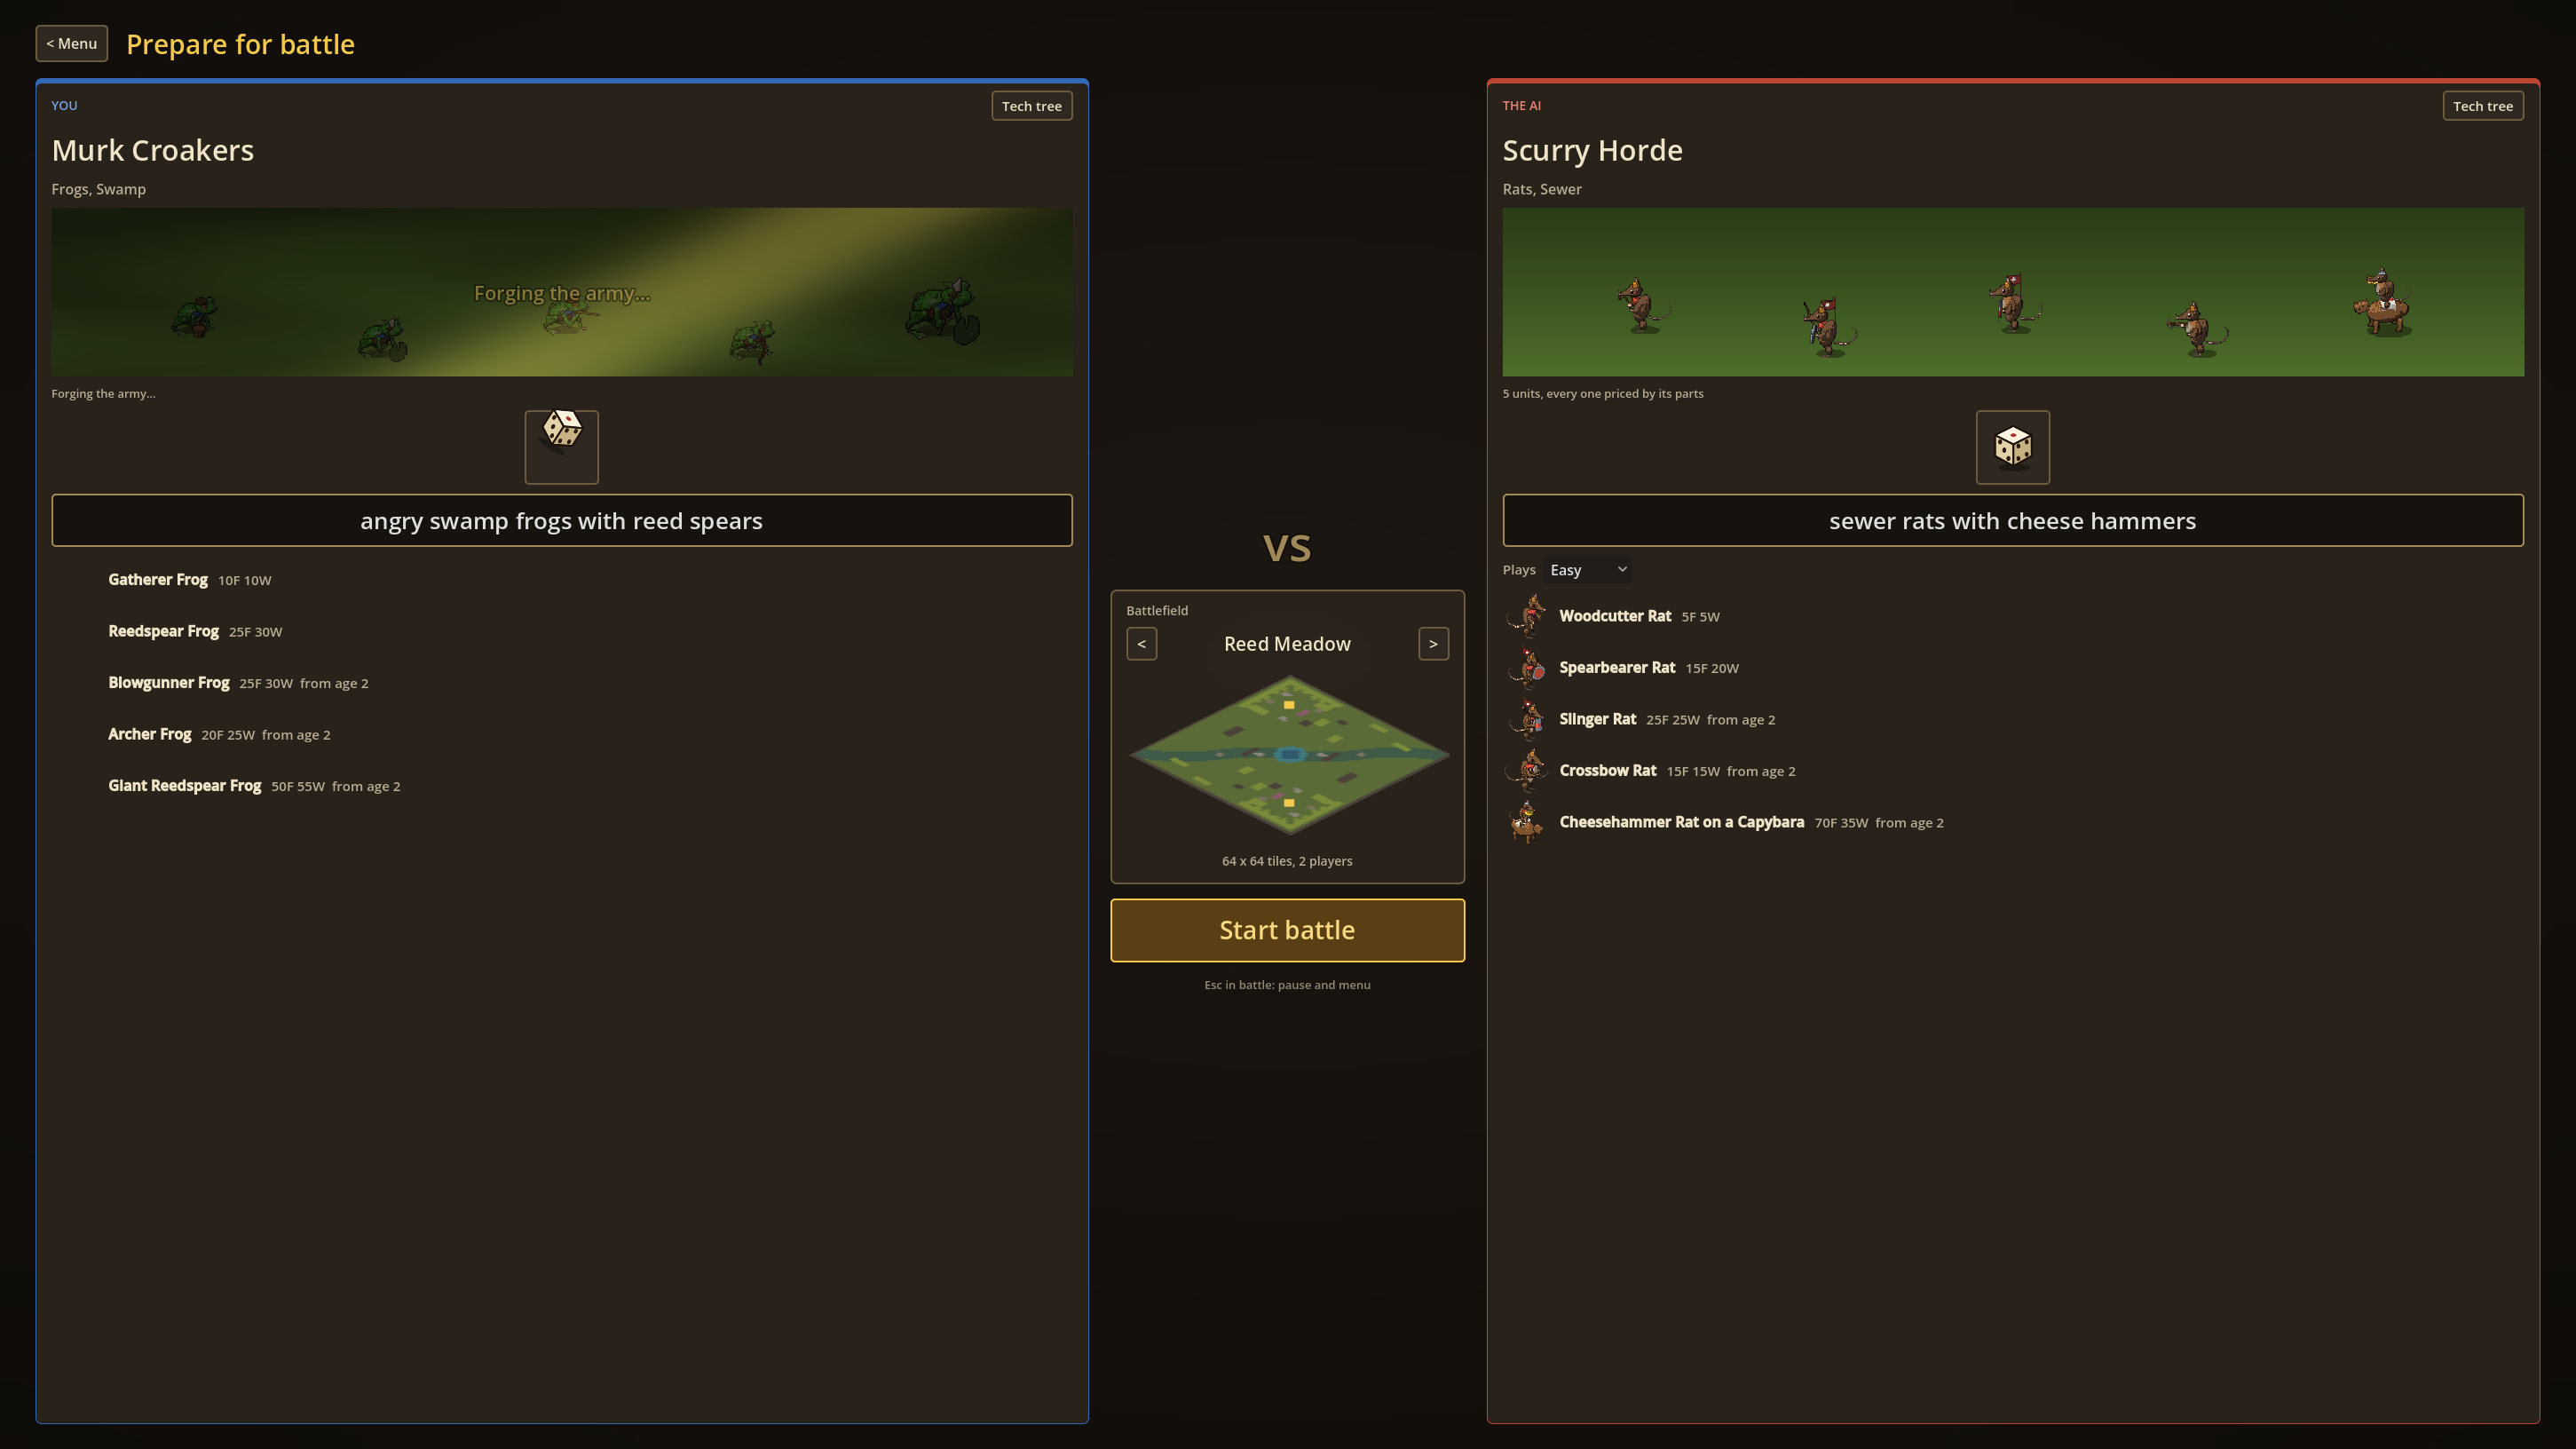 < Menu
Prepare for battle
YOU
Tech tree
Murk Croakers
Frogs, Swamp
Forging the army...
Forging the army...
angry swamp frogs with reed spears
Gatherer Frog 10F 10W
Reedspear Frog 25F 30W
Blowgunner Frog 25F 30W from age 2
Archer Frog 20F 25W from age 2
Giant Reedspear Frog 50F 55W from age 2
VS
Battlefield
< Reed Meadow >
64 x 64 tiles, 2 players
Start battle
Esc in battle: pause and menu
THE AI
Tech tree
Scurry Horde
Rats, Sewer
5 units, every one priced by its parts
sewer rats with cheese hammers
Plays Easy
Woodcutter Rat 5F 5W
Spearbearer Rat 15F 20W
Slinger Rat 25F 25W from age 2
Crossbow Rat 15F 15W from age 2
Cheesehammer Rat on a Capybara 70F 35W from age 2